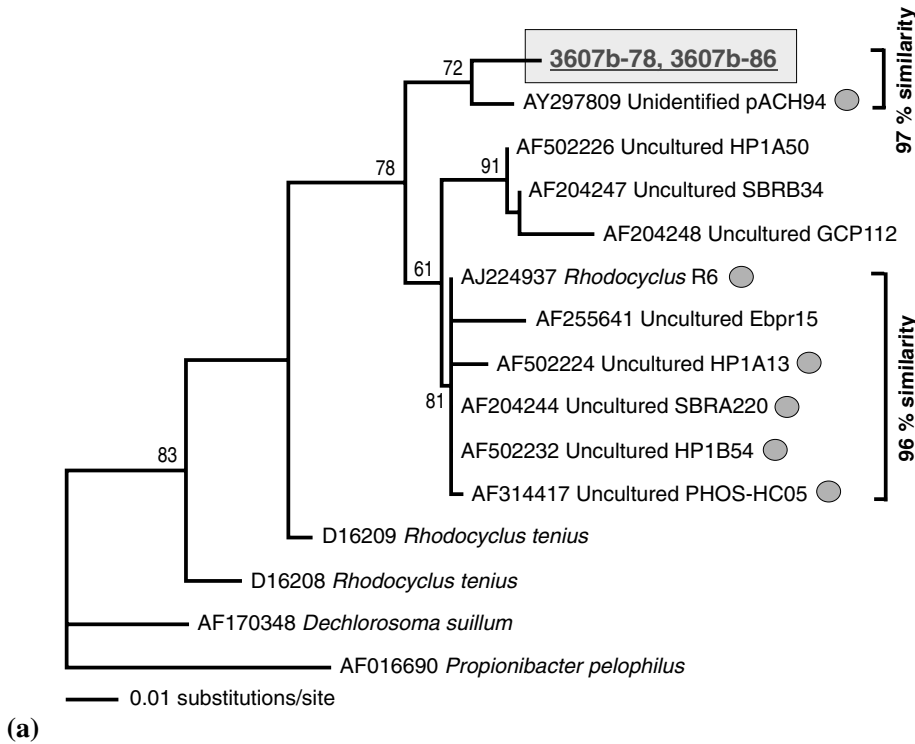 3607b-78, 3607b-86
72
AY297809 Unidentified pACH94
97 % similarity
AF502226 Uncultured HP1A50
91
78
AF204247 Uncultured SBRB34
AF204248 Uncultured GCP112
61
AJ224937 Rhodocyclus R6
AF255641 Uncultured Ebpr15
AF502224 Uncultured HP1A13
81
AF204244 Uncultured SBRA220
96 % similarity
AF502232 Uncultured HP1B54
83
AF314417 Uncultured PHOS-HC05
D16209 Rhodocyclus tenius
D16208 Rhodocyclus tenius
AF170348 Dechlorosoma suillum
AF016690 Propionibacter pelophilus
0.01 substitutions/site
(a)